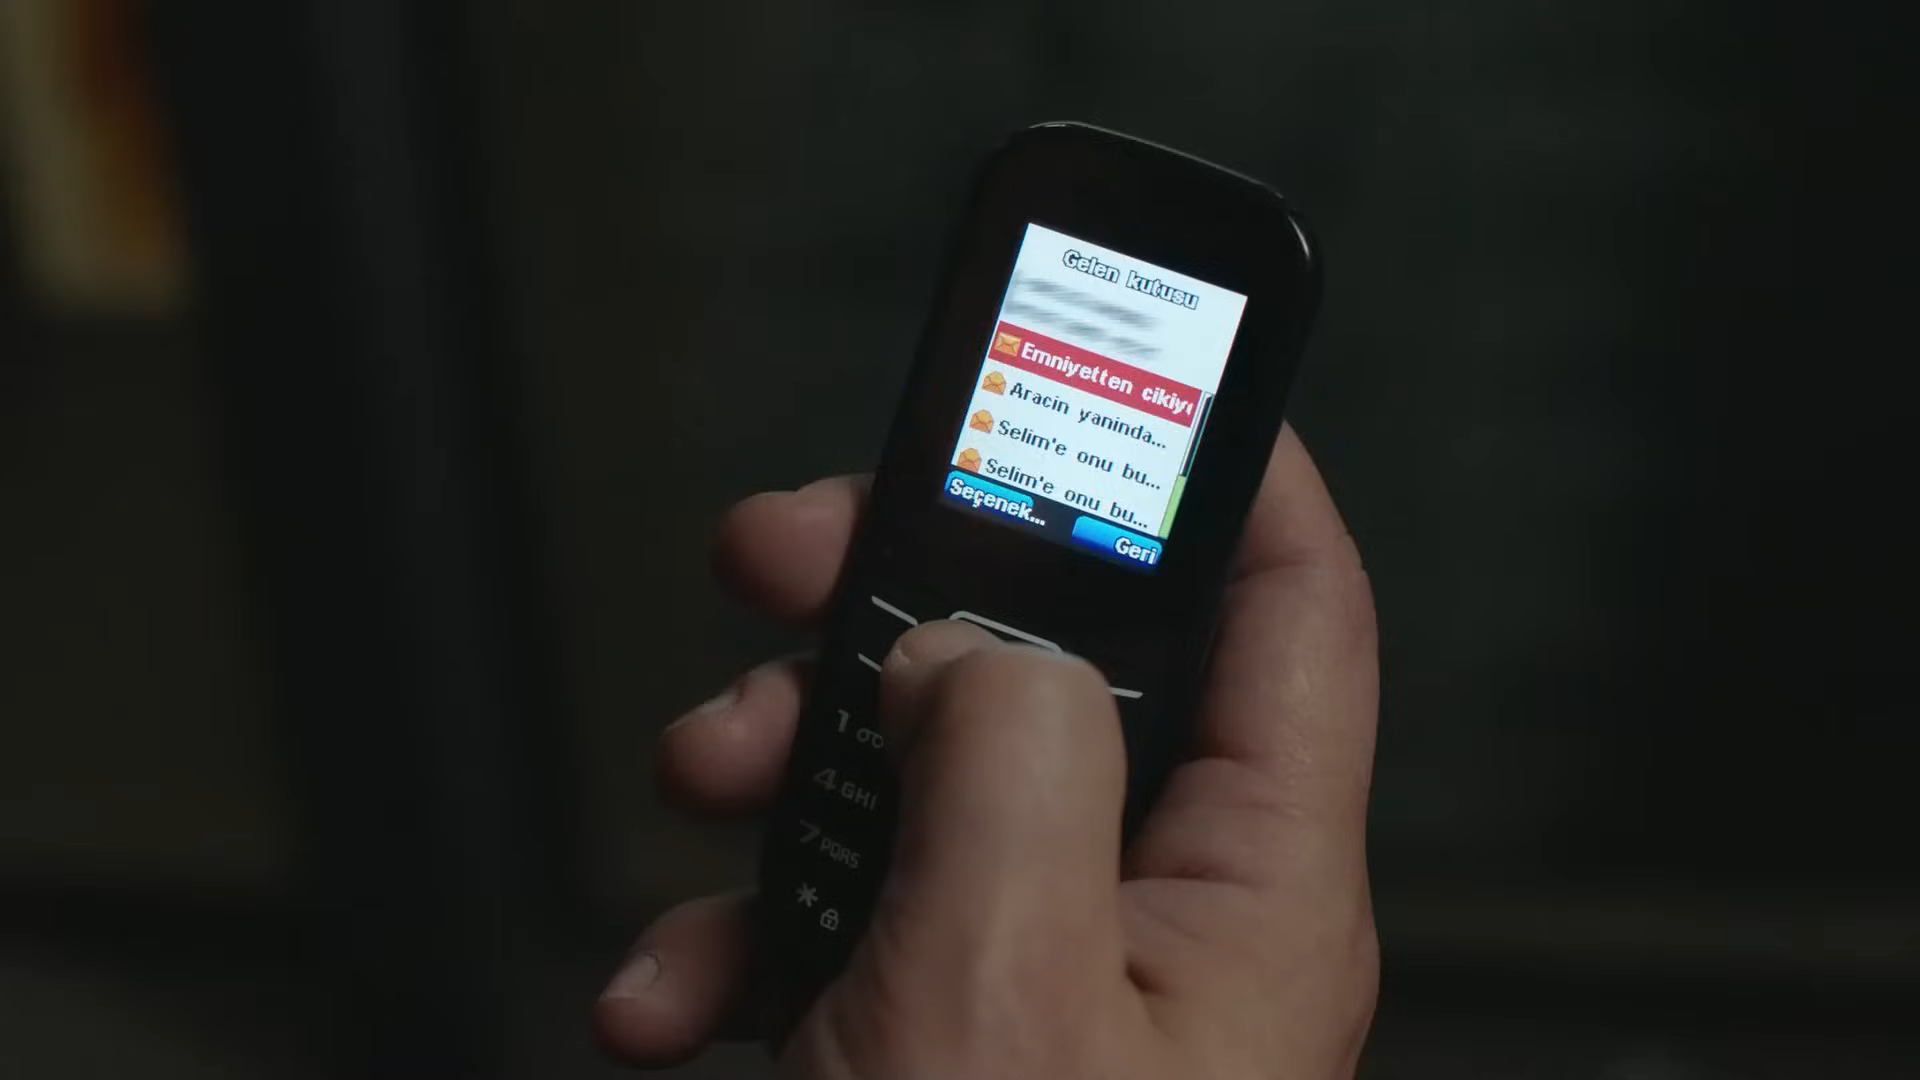 Gelen kutusu
Emniyetten cikiy
Aracin yaninda...
Selim'e onu bu...
Selim'e onu bu...
Seçenek...
Geri
1
4 GHI
7 PQRS
*